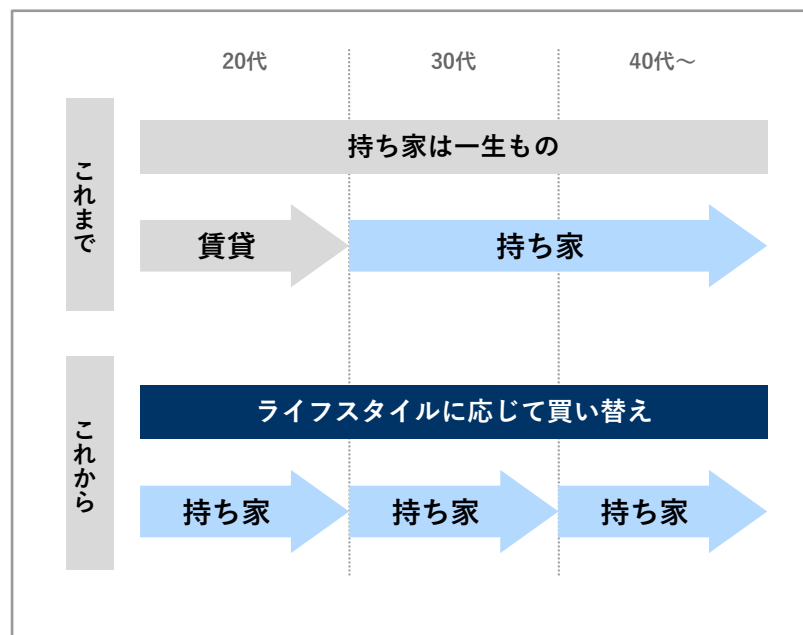 20代 30代 40代～
これまで
持ち家は一生もの
賃貸 持ち家
これから
ライフスタイルに応じて買い替え
持ち家 持ち家 持ち家